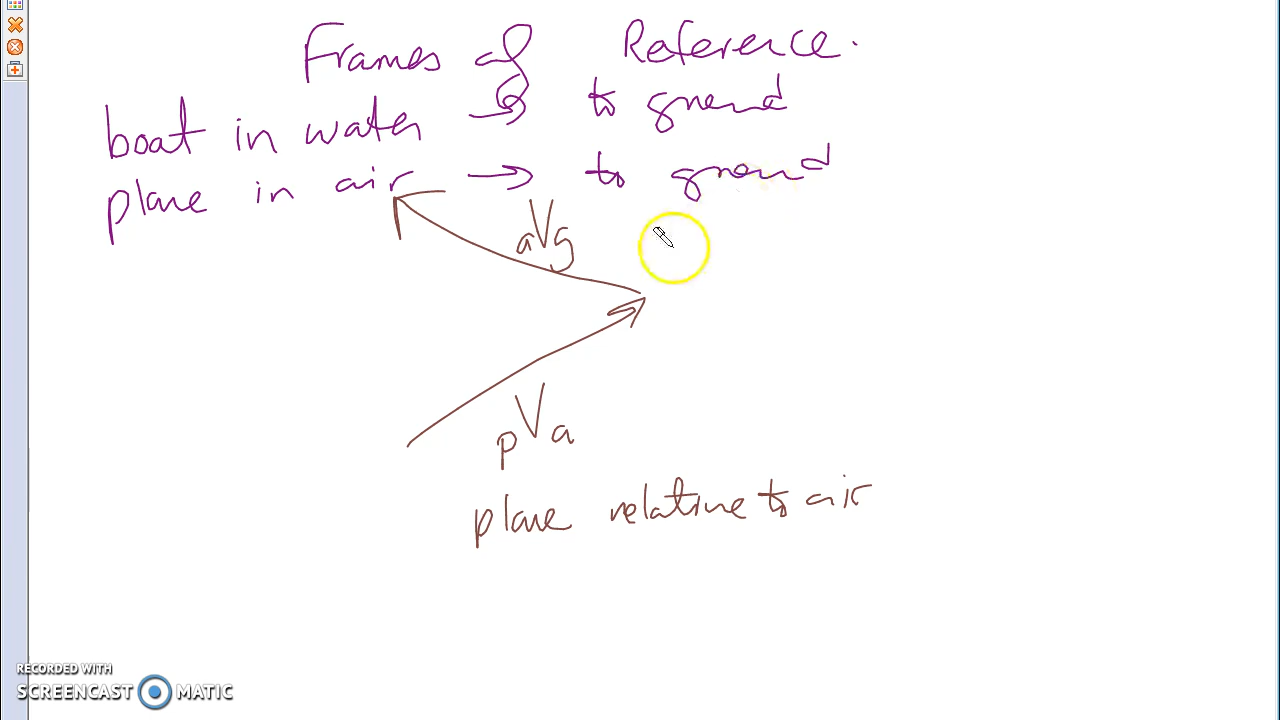 Frames of Reference.
boat in water → to ground
plane in air → to ground
aVg
pVa
plane relative to air
RECORDED WITH
SCREENCAST MATIC